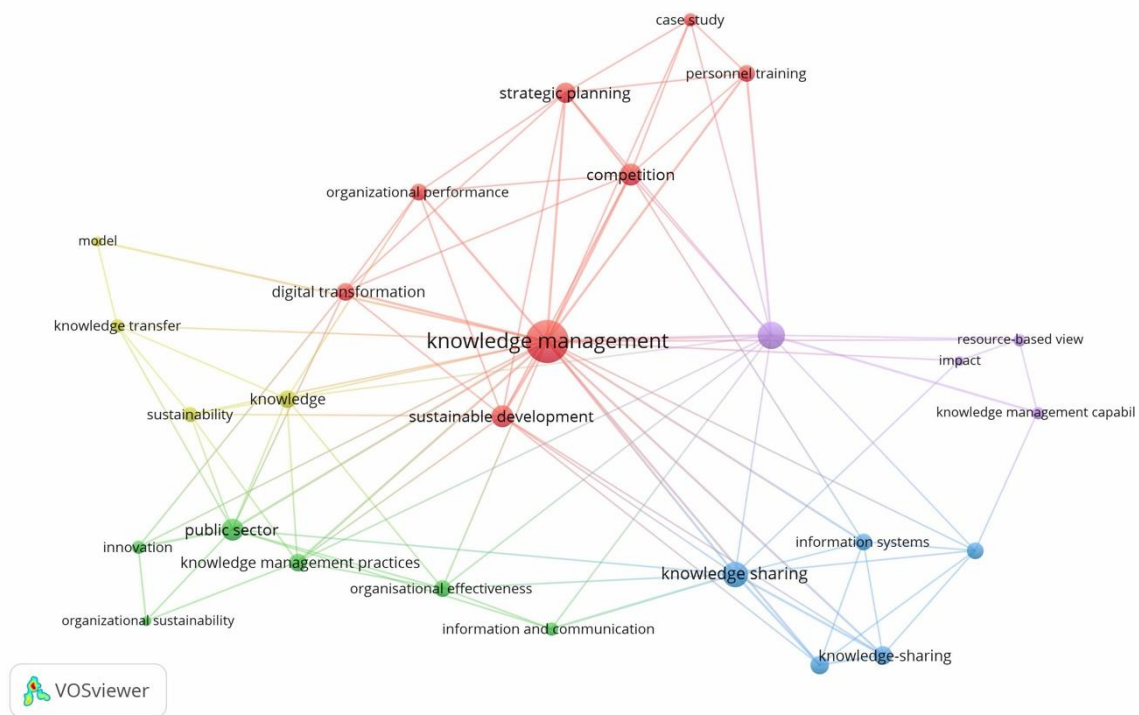 case study
personnel training
strategic planning
competition
organizational performance
model
digital transformation
knowledge transfer
knowledge management
resource-based view
impact
knowledge
sustainability
sustainable development
knowledge management capabil
public sector
information systems
innovation
knowledge management practices
knowledge sharing
organisational effectiveness
organizational sustainability
information and communication
knowledge-sharing
VOSviewer